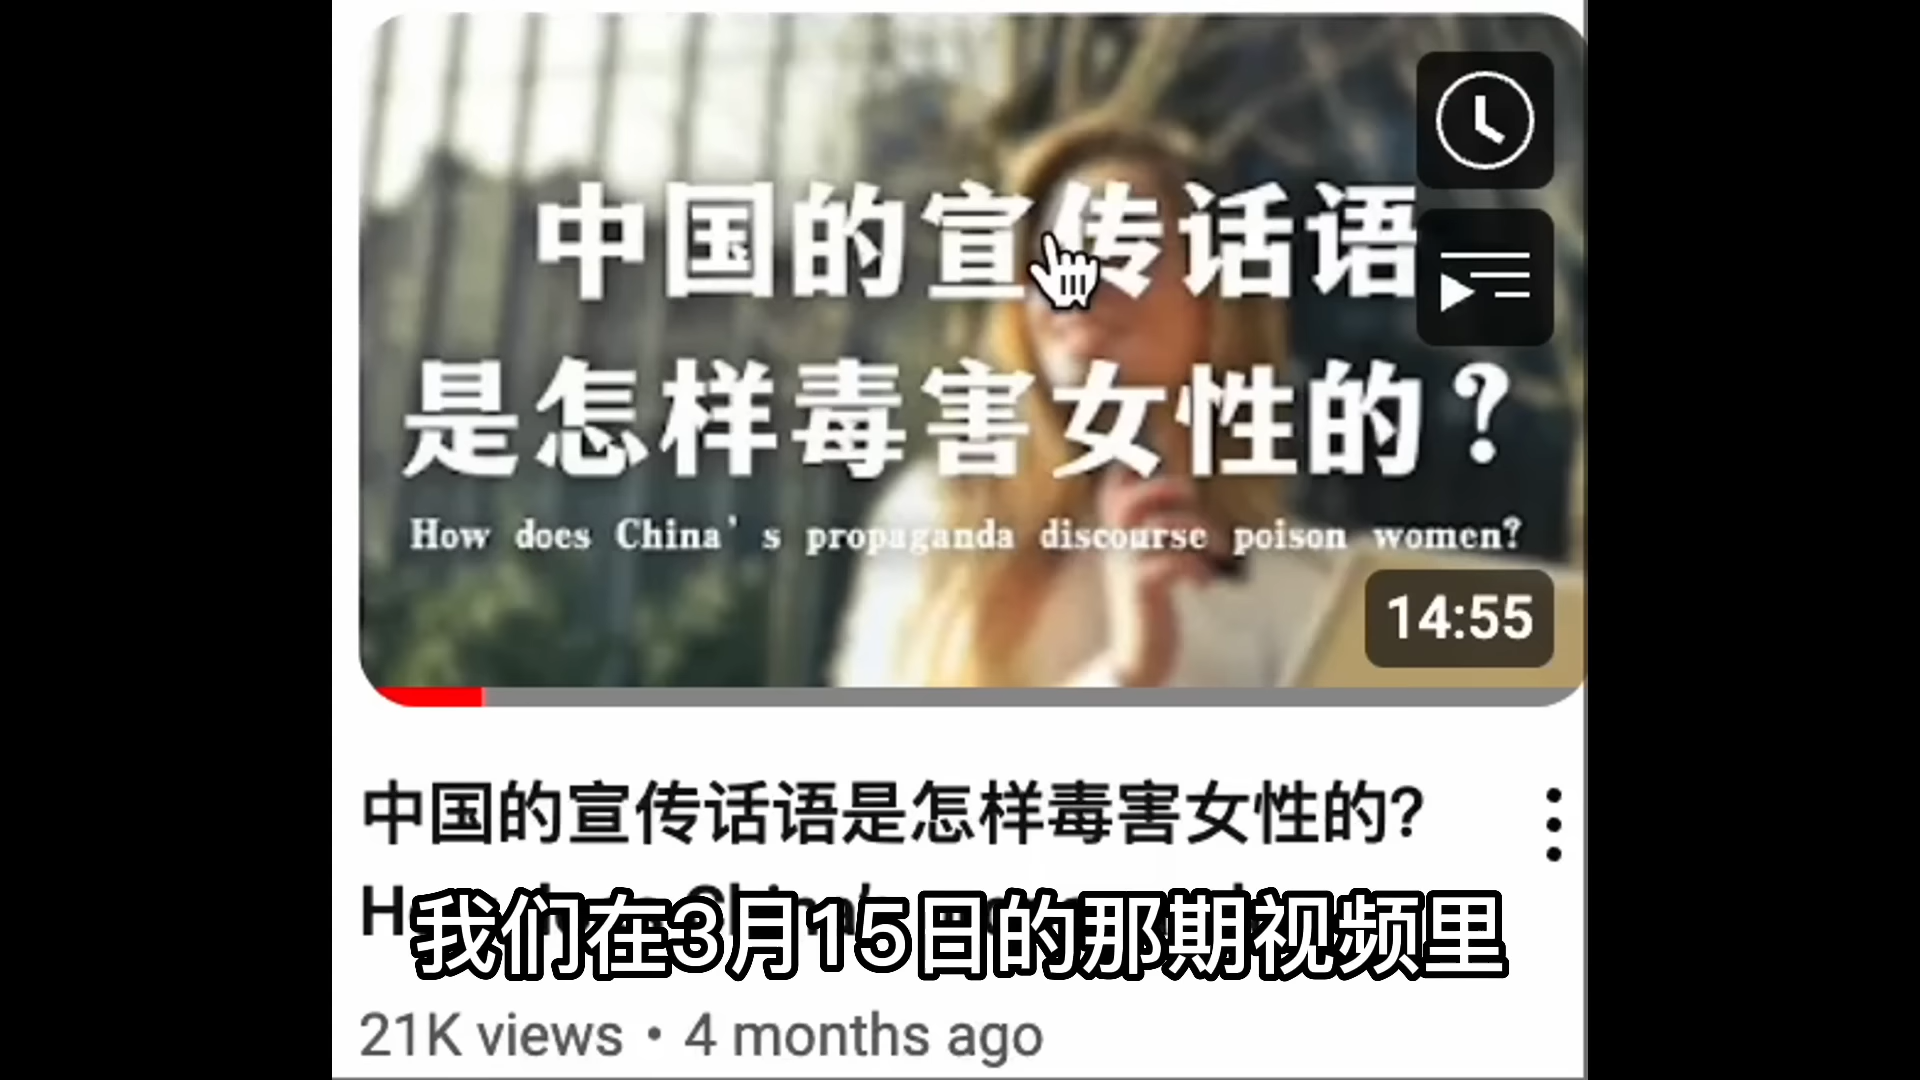 中国的宣传话语
是怎样毒害女性的？
How does China's propaganda discourse poison women?
14:55
中国的宣传话语是怎样毒害女性的?
我们在3月15日的那期视频里
21K views • 4 months ago